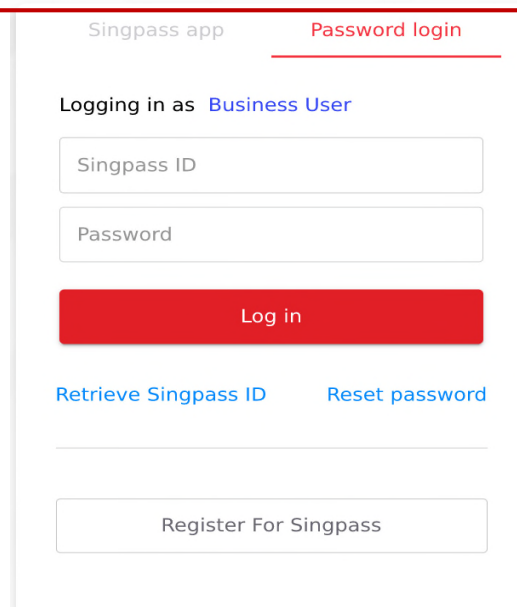 Singpass app Password login
Logging in as Business User
Singpass ID
Password
Log in
Retrieve Singpass ID Reset password
Register For Singpass